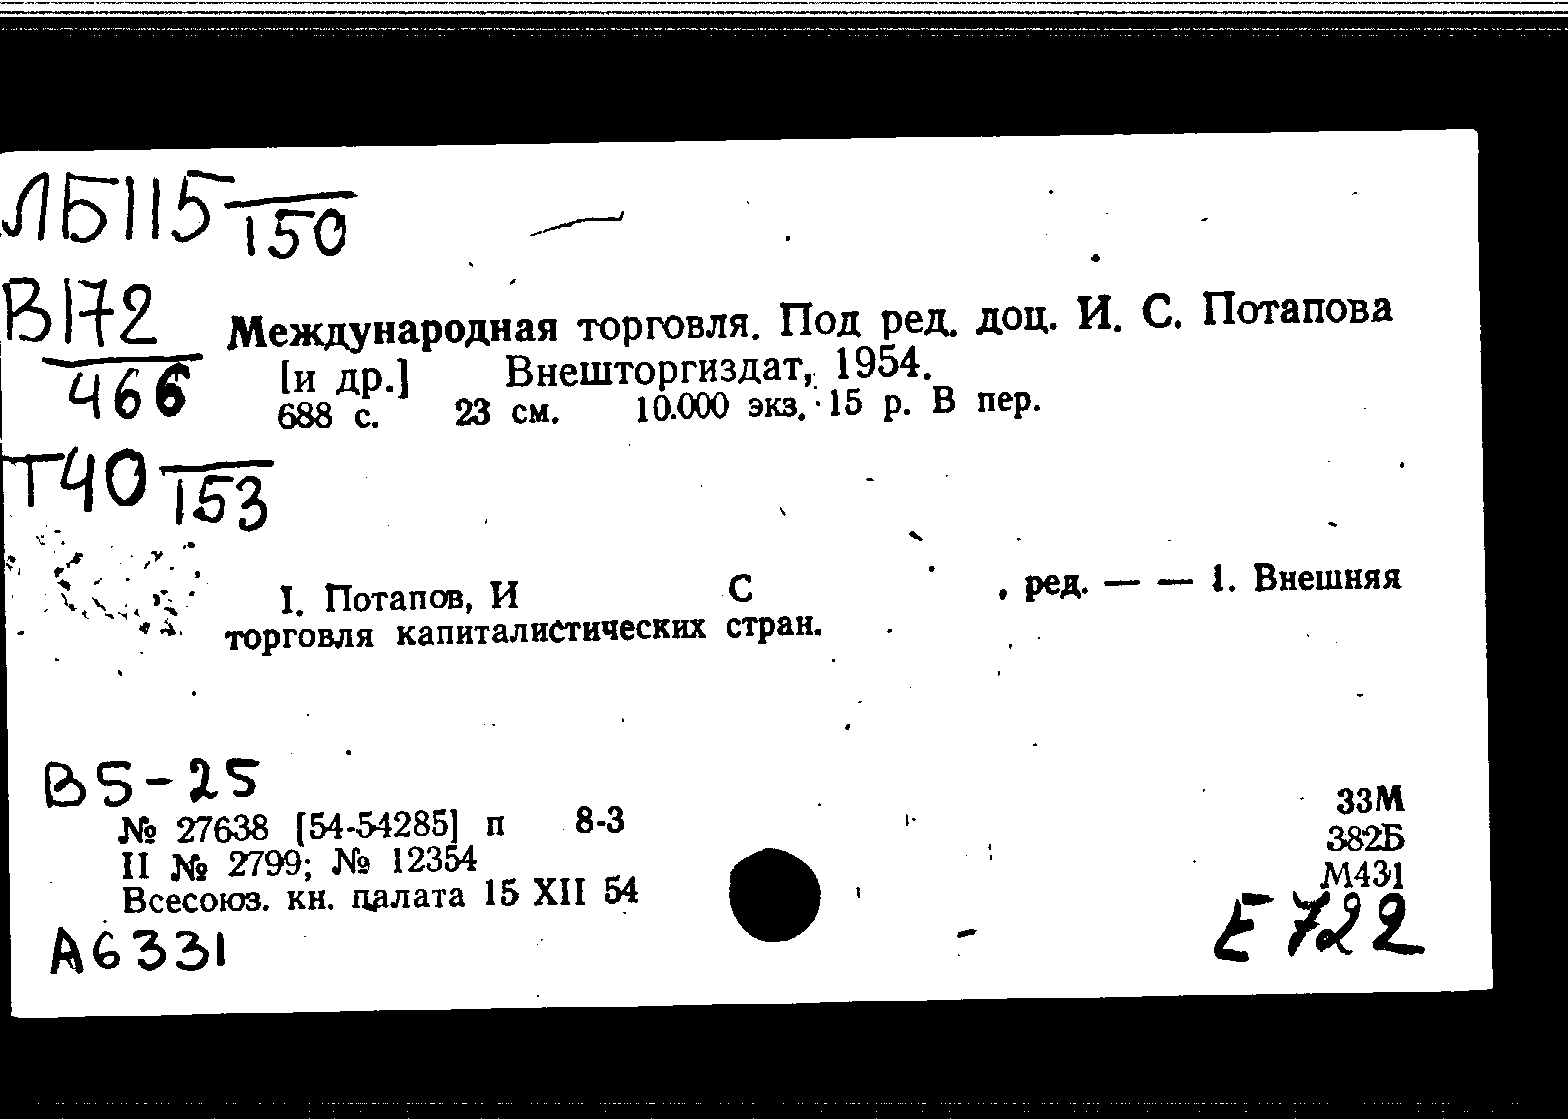 ЛБ115
150
В172
466
Международная торговля. Под ред. доц. И. С. Потапова
[и др.] Внешторгиздат, 1954.
688 с. 23 см. 10.000 экз. 15 р. В пер.
Т40
153
I. Потапов, И С , ред. — — 1. Внешняя
торговля капиталистических стран.
В5-25
№ 27638 [54-54285] п 8-3
II № 2799; № 12354
Всесоюз. кн. палата 15 XII 54
А6331
33М
382Б
М431
Е722